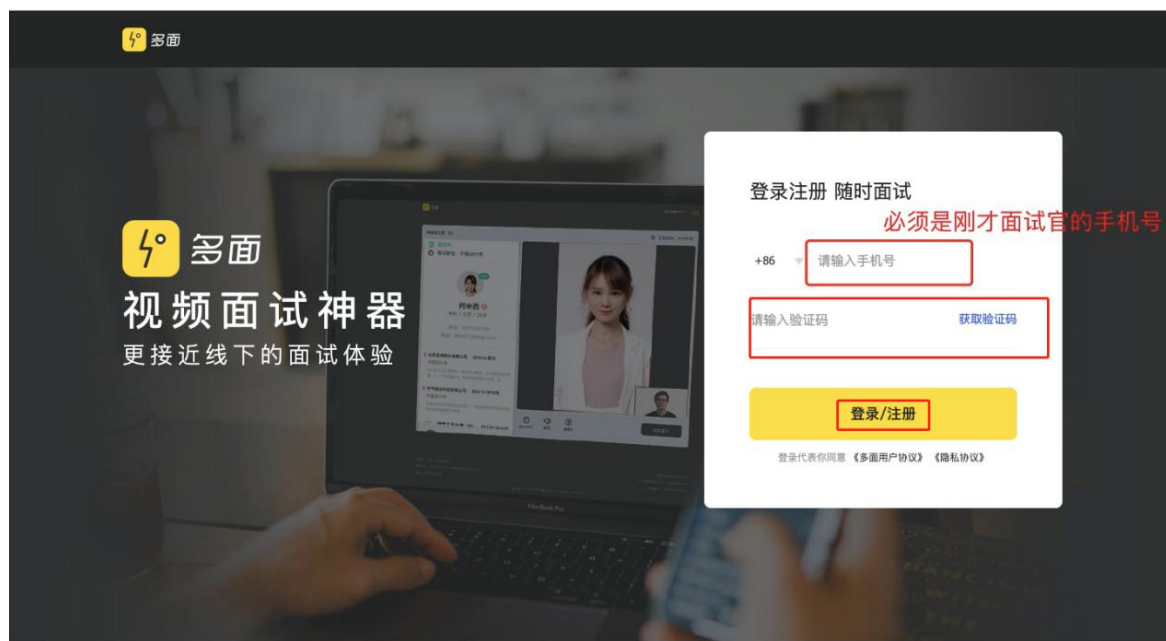 多面
多面
视频面试神器
更接近线下的面试体验
登录注册 随时面试
必须是刚才面试官的手机号
+86 请输入手机号
请输入验证码 获取验证码
登录/注册
登录代表你同意 《多面用户协议》 《隐私协议》
MacBook Pro